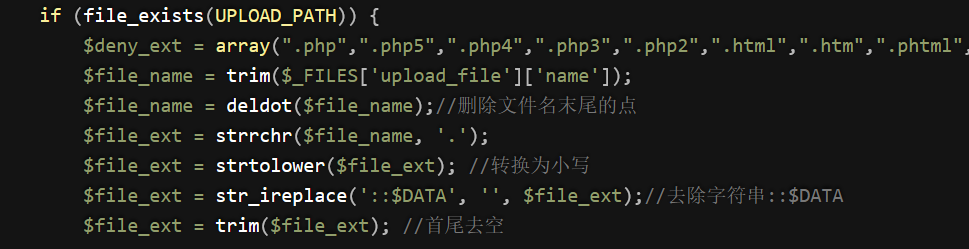 if (file_exists(UPLOAD_PATH)) {
$deny_ext = array(".php",".php5",".php4",".php3",".php2",".html",".htm",".phtml",
$file_name = trim($_FILES['upload_file']['name']);
$file_name = deldot($file_name);//删除文件名末尾的点
$file_ext = strrchr($file_name, '.');
$file_ext = strtolower($file_ext); //转换为小写
$file_ext = str_ireplace('::$DATA', '', $file_ext);//去除字符串::$DATA
$file_ext = trim($file_ext); //首尾去空